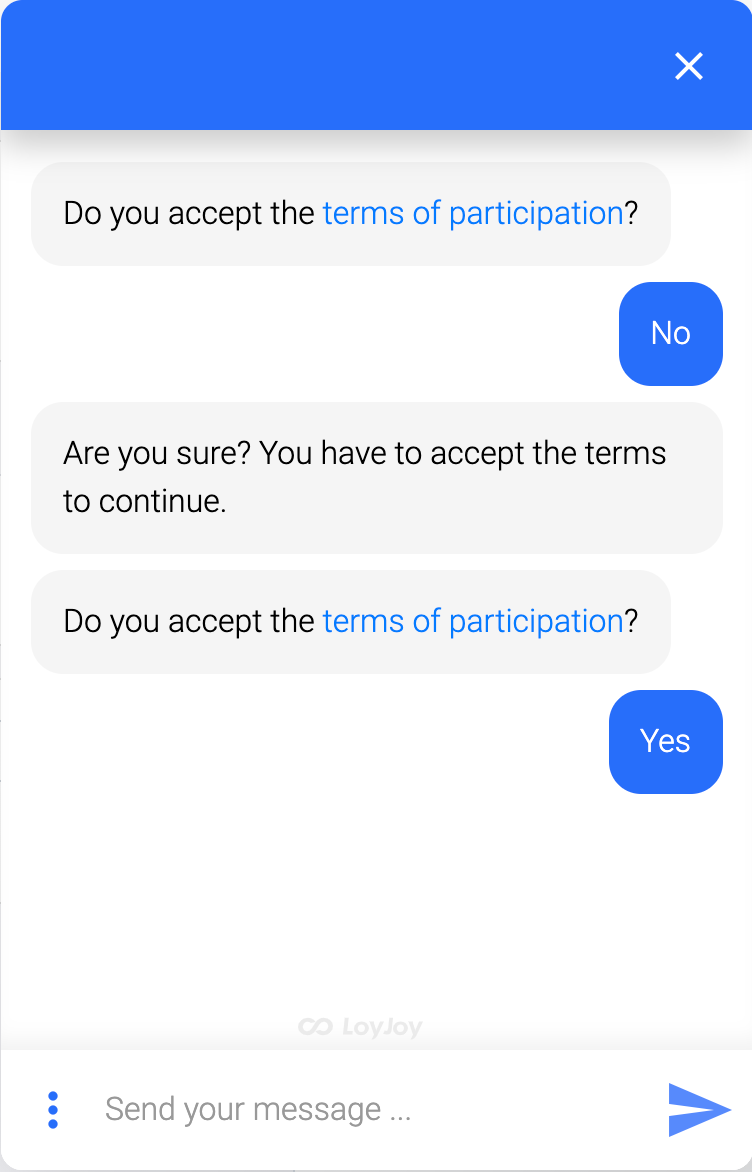 Do you accept the terms of participation?
No
Are you sure? You have to accept the terms
to continue.
Do you accept the terms of participation?
Yes
LoyJoy
Send your message ...